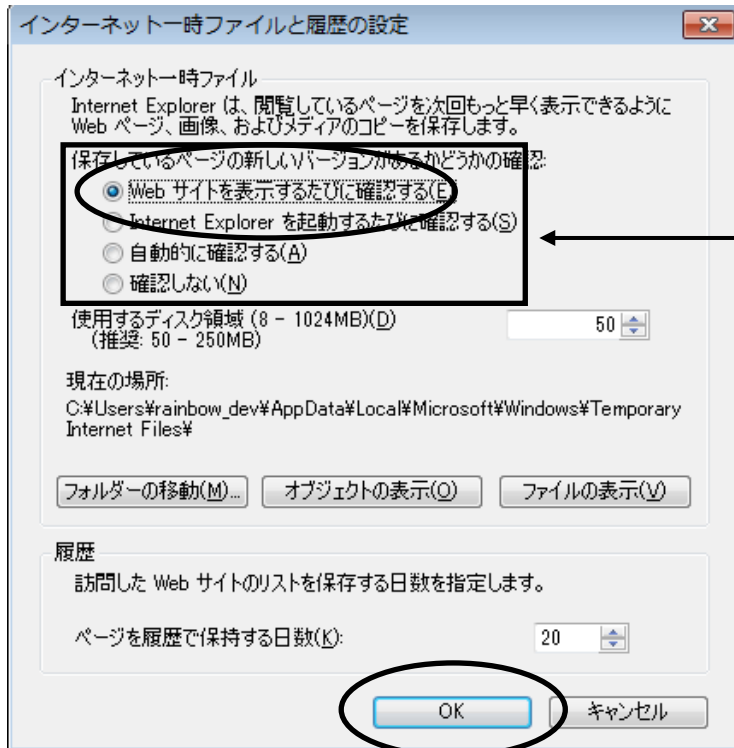 インターネット一時ファイルと履歴の設定
インターネット一時ファイル
Internet Explorer は、閲覧しているページを次回もっと早く表示できるように
Web ページ、画像、およびメディアのコピーを保存します。
保存しているページの新しいバージョンがあるかどうかの確認:
Web サイトを表示するたびに確認する(E)
Internet Explorer を起動するたびに確認する(S)
自動的に確認する(A)
確認しない(N)
使用するディスク領域 (8 - 1024MB)(D)
(推奨: 50 - 250MB)
50
現在の場所:
C:¥Users¥rainbow_dev¥AppData¥Local¥Microsoft¥Windows¥Temporary
Internet Files¥
フォルダーの移動(M)... オブジェクトの表示(O) ファイルの表示(V)
履歴
訪問した Web サイトのリストを保存する日数を指定します。
ページを履歴で保持する日数(K): 20
OK キャンセル